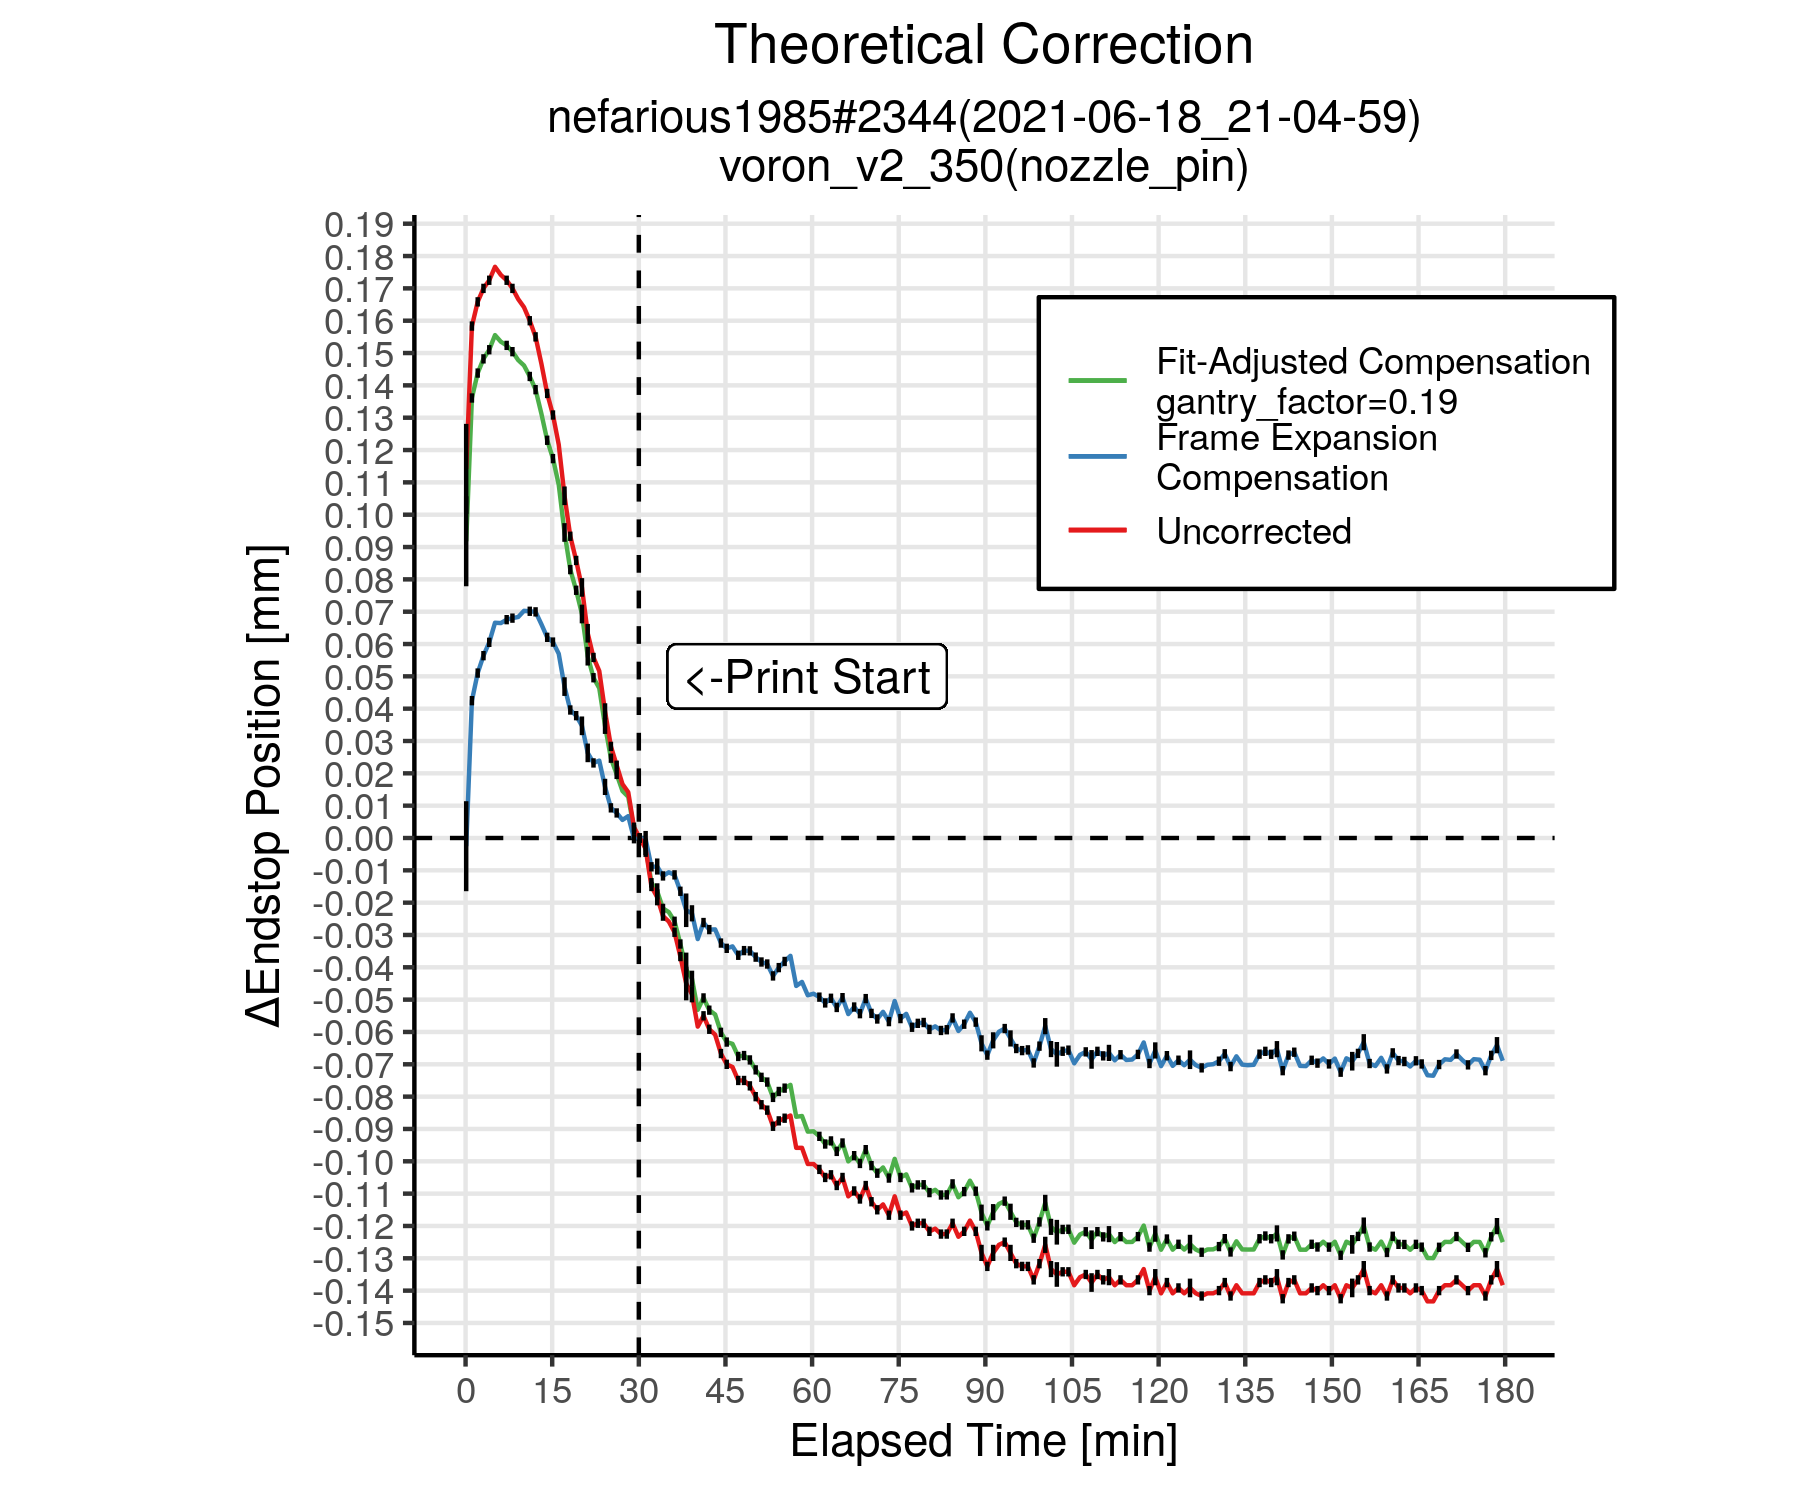 Theoretical Correction
nefarious1985#2344(2021-06-18_21-04-59)
voron_v2_350(nozzle_pin)
ΔEndstop Position [mm]
0.19
0.18
0.17
0.16
0.15
0.14
0.13
0.12
0.11
0.10
0.09
0.08
0.07
0.06
0.05
0.04
0.03
0.02
0.01
0.00
-0.01
-0.02
-0.03
-0.04
-0.05
-0.06
-0.07
-0.08
-0.09
-0.10
-0.11
-0.12
-0.13
-0.14
-0.15
Fit-Adjusted Compensation
gantry_factor=0.19
Frame Expansion
Compensation
Uncorrected
<-Print Start
0 15 30 45 60 75 90 105 120 135 150 165 180
Elapsed Time [min]